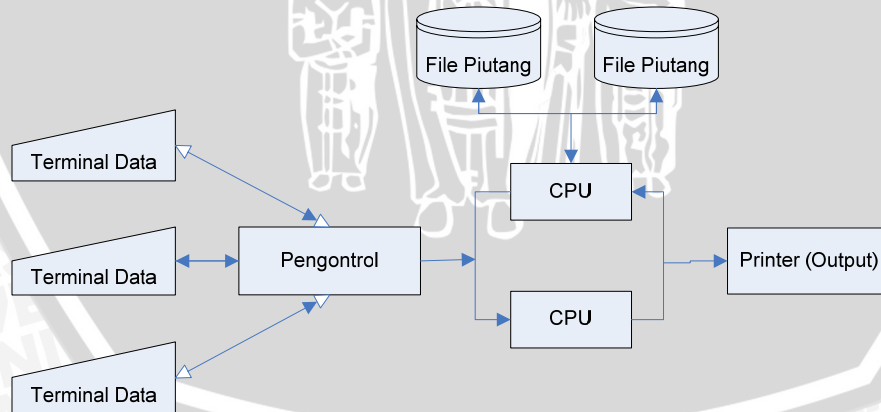 File Piutang
File Piutang
Terminal Data
CPU
Terminal Data
Pengontrol
Printer (Output)
CPU
Terminal Data